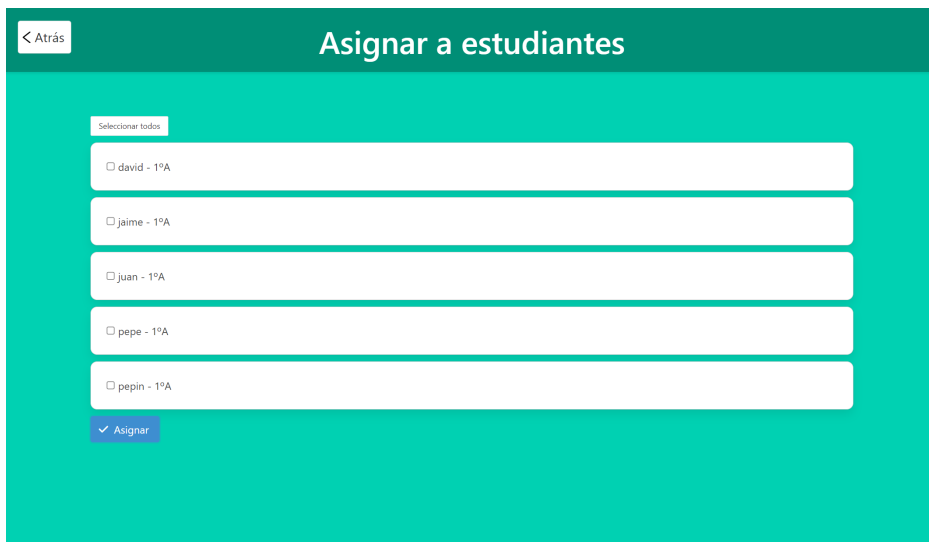 Atrás
Asignar a estudiantes
Seleccionar todos
david - 1ºA
jaime - 1ºA
juan - 1ºA
pepe - 1ºA
pepin - 1ºA
Asignar